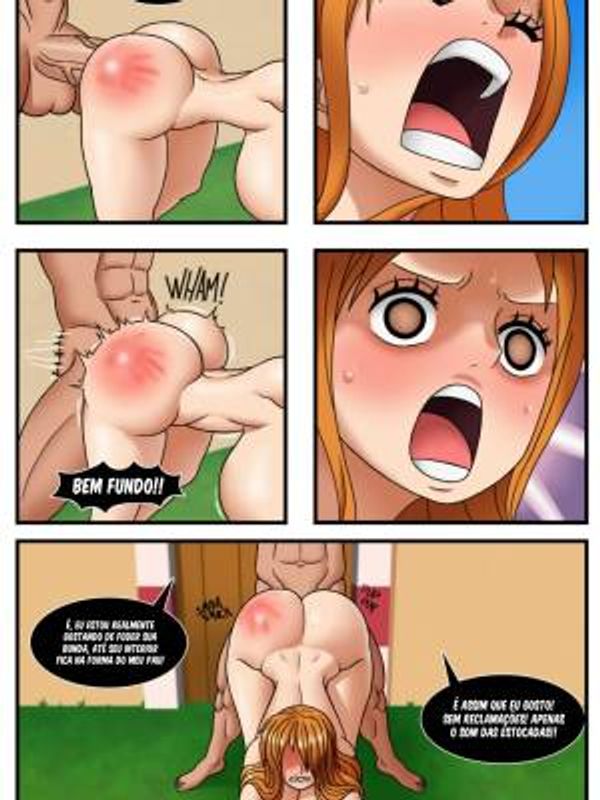 WHAM!
BEM FUNDO!!
É, EU ESTOU REALMENTE
GOSTANDO DE FODER SUA
BUNDA, ATÉ SEU INTERIOR
FICA NA FORMA DO MEU PAU!
É ASSIM QUE EU GOSTO!
SEM RECLAMAÇÕES! APENAS
O SOM DAS ESTOCADAS!!